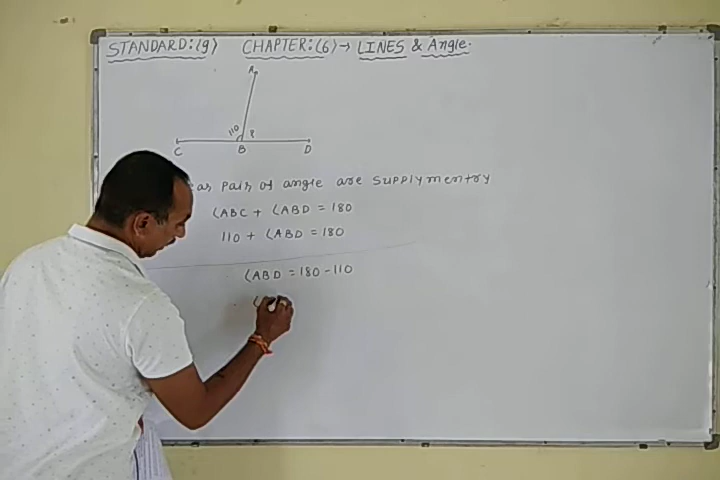 STANDARD:(9) CHAPTER:(6)→ LINES & Angle.
A
110 ?
C B D
ar Pair of angle are supplymentry
∠ABC + ∠ABD = 180
110 + ∠ABD = 180
∠ABD = 180 - 110
∠